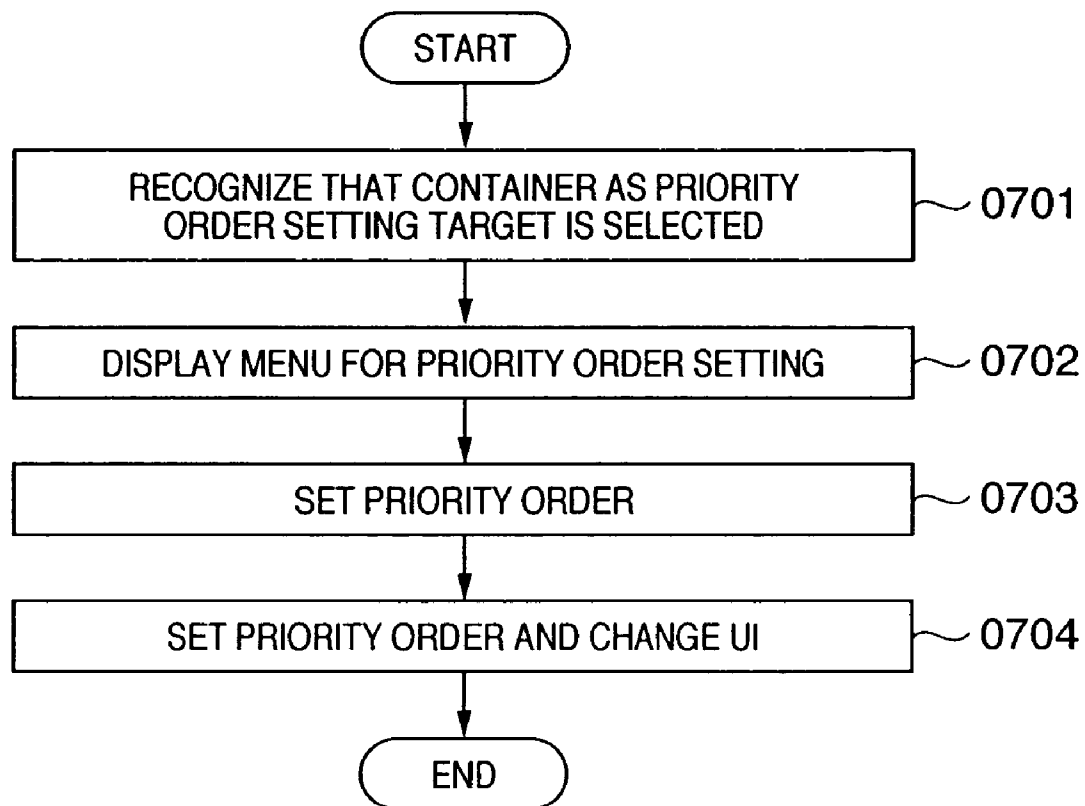 START
RECOGNIZE THAT CONTAINER AS PRIORITY
ORDER SETTING TARGET IS SELECTED
0701
DISPLAY MENU FOR PRIORITY ORDER SETTING
0702
SET PRIORITY ORDER
0703
SET PRIORITY ORDER AND CHANGE UI
0704
END